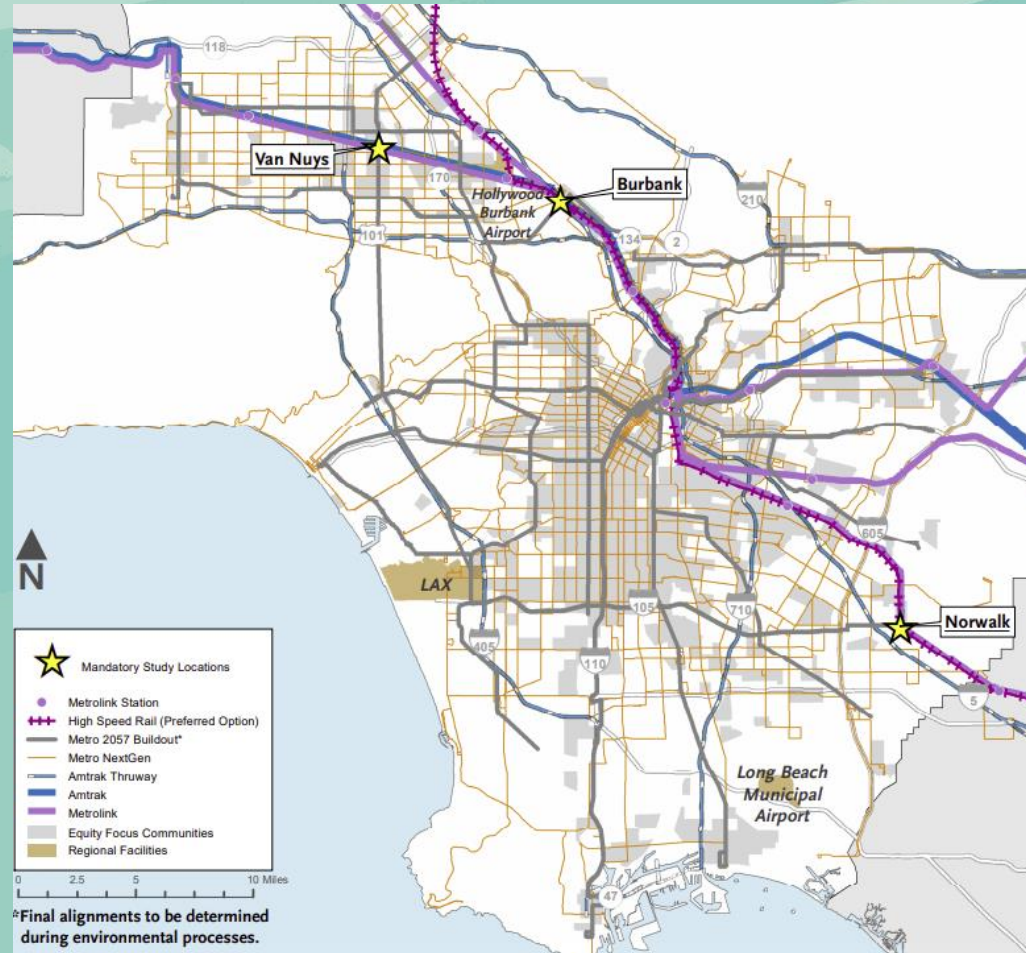 118
Van Nuys
170
Hollywood
Burbank
Airport
Burbank
210
101
134
2
605
LAX
N
105
710
Norwalk
405
110
5
Long Beach
Municipal
Airport
47
Mandatory Study Locations
Metrolink Station
High Speed Rail (Preferred Option)
Metro 2057 Buildout*
Metro NextGen
Amtrak Thruway
Amtrak
Metrolink
Equity Focus Communities
Regional Facilities
0 2.5 5 10 Miles
*Final alignments to be determined
during environmental processes.